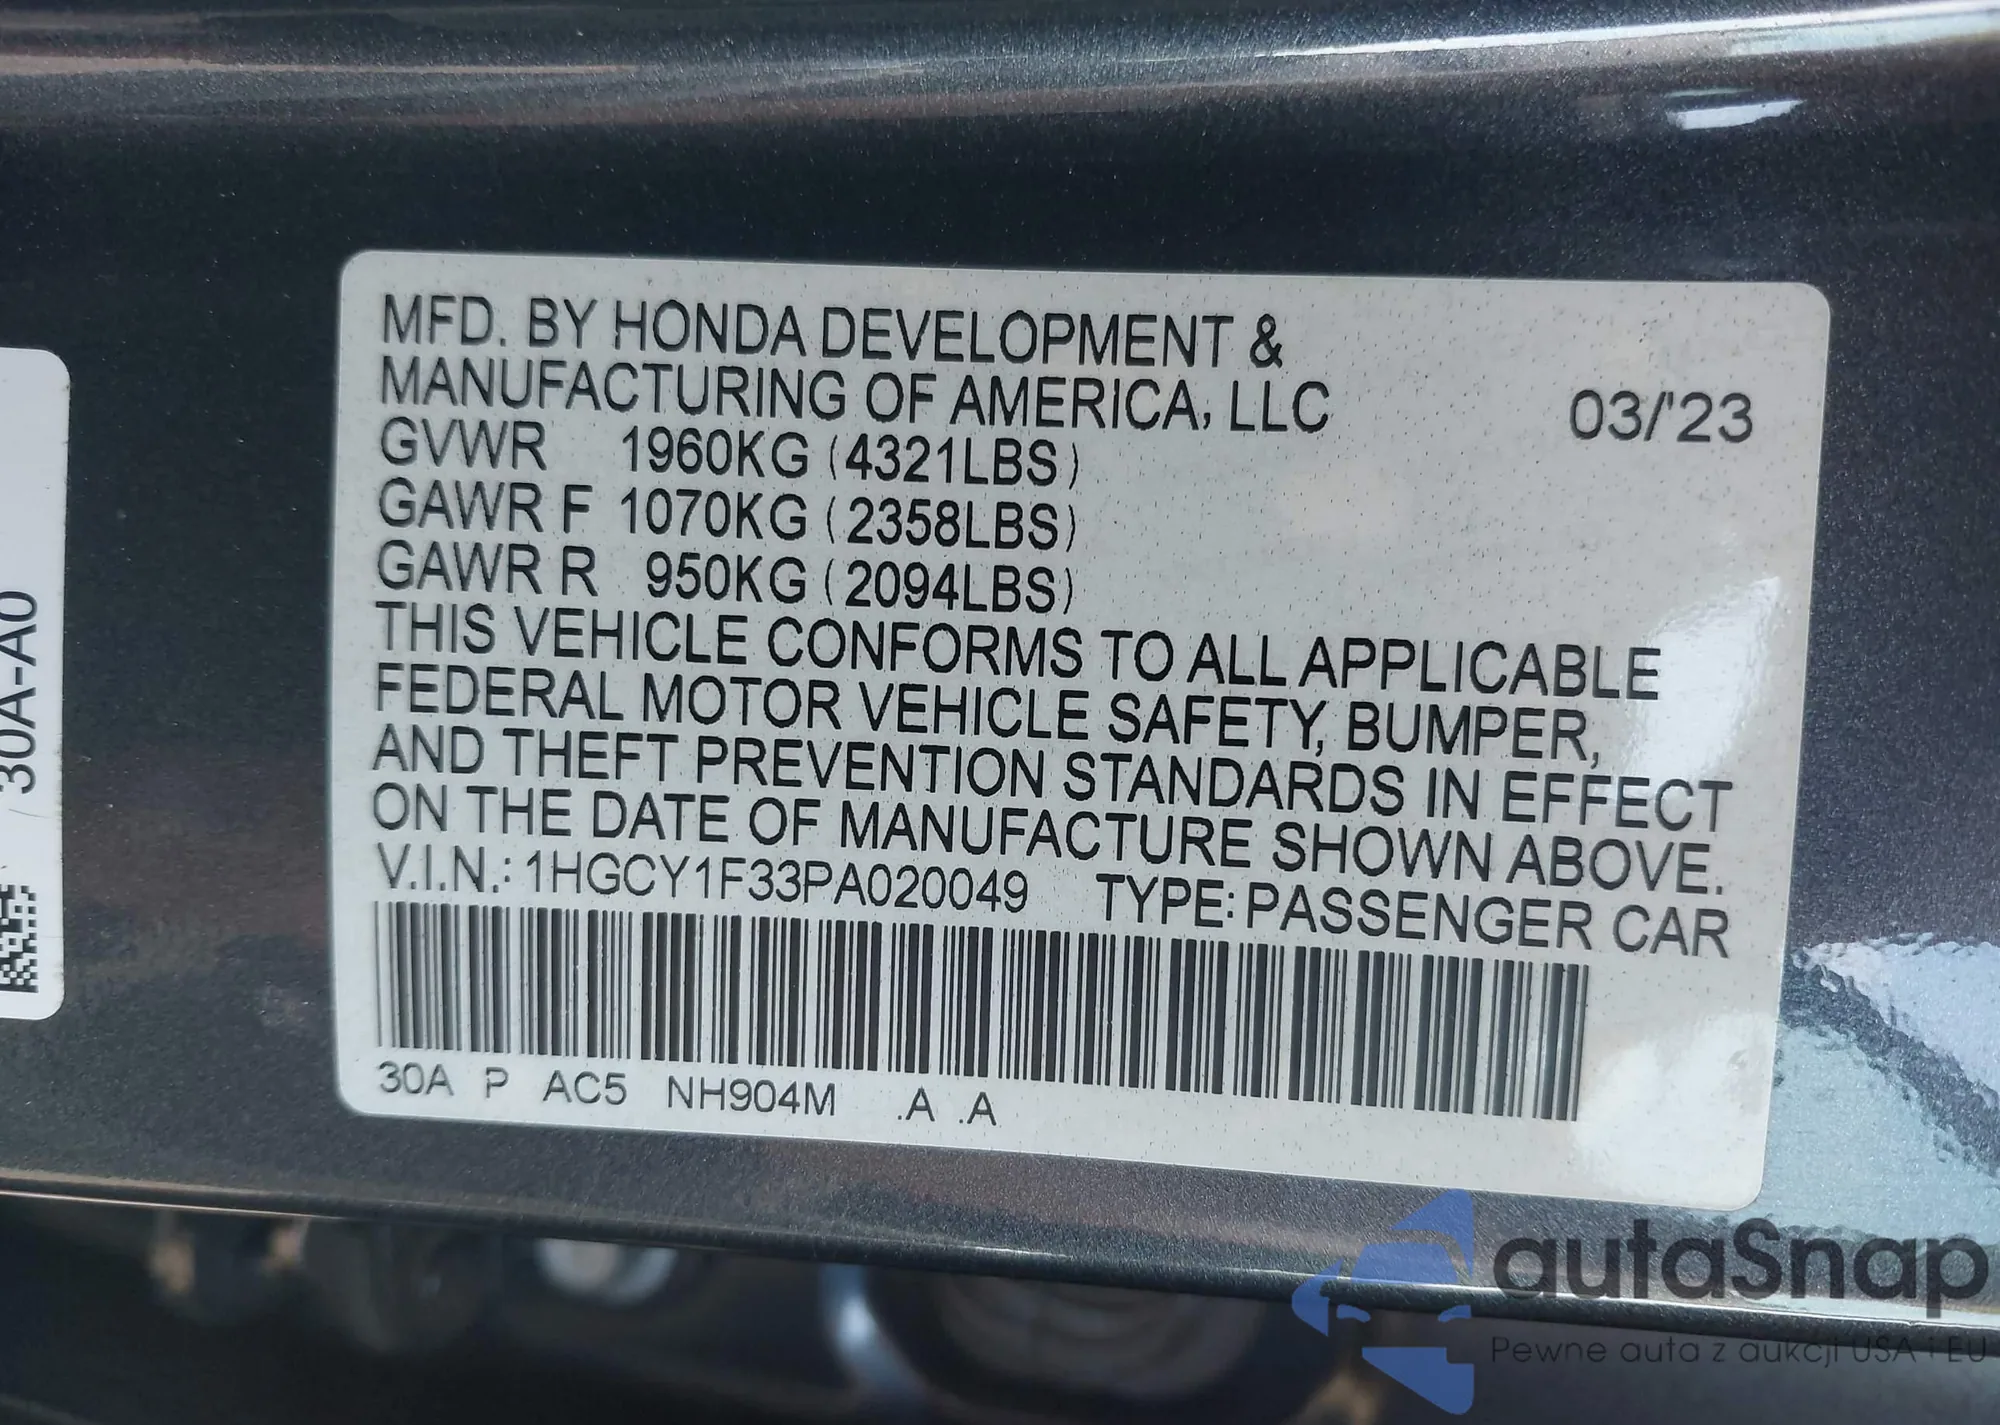 MFD. BY HONDA DEVELOPMENT &
MANUFACTURING OF AMERICA, LLC 03/'23
GVWR 1960KG (4321LBS)
GAWR F 1070KG (2358LBS)
GAWR R 950KG (2094LBS)
THIS VEHICLE CONFORMS TO ALL APPLICABLE
FEDERAL MOTOR VEHICLE SAFETY, BUMPER,
AND THEFT PREVENTION STANDARDS IN EFFECT
ON THE DATE OF MANUFACTURE SHOWN ABOVE.
V.I.N.: 1HGCY1F33PA020049 TYPE: PASSENGER CAR
30A P AC5 NH904M .A .A
30A-A0
autaSnap
Pewne auta z aukcji USA i EU